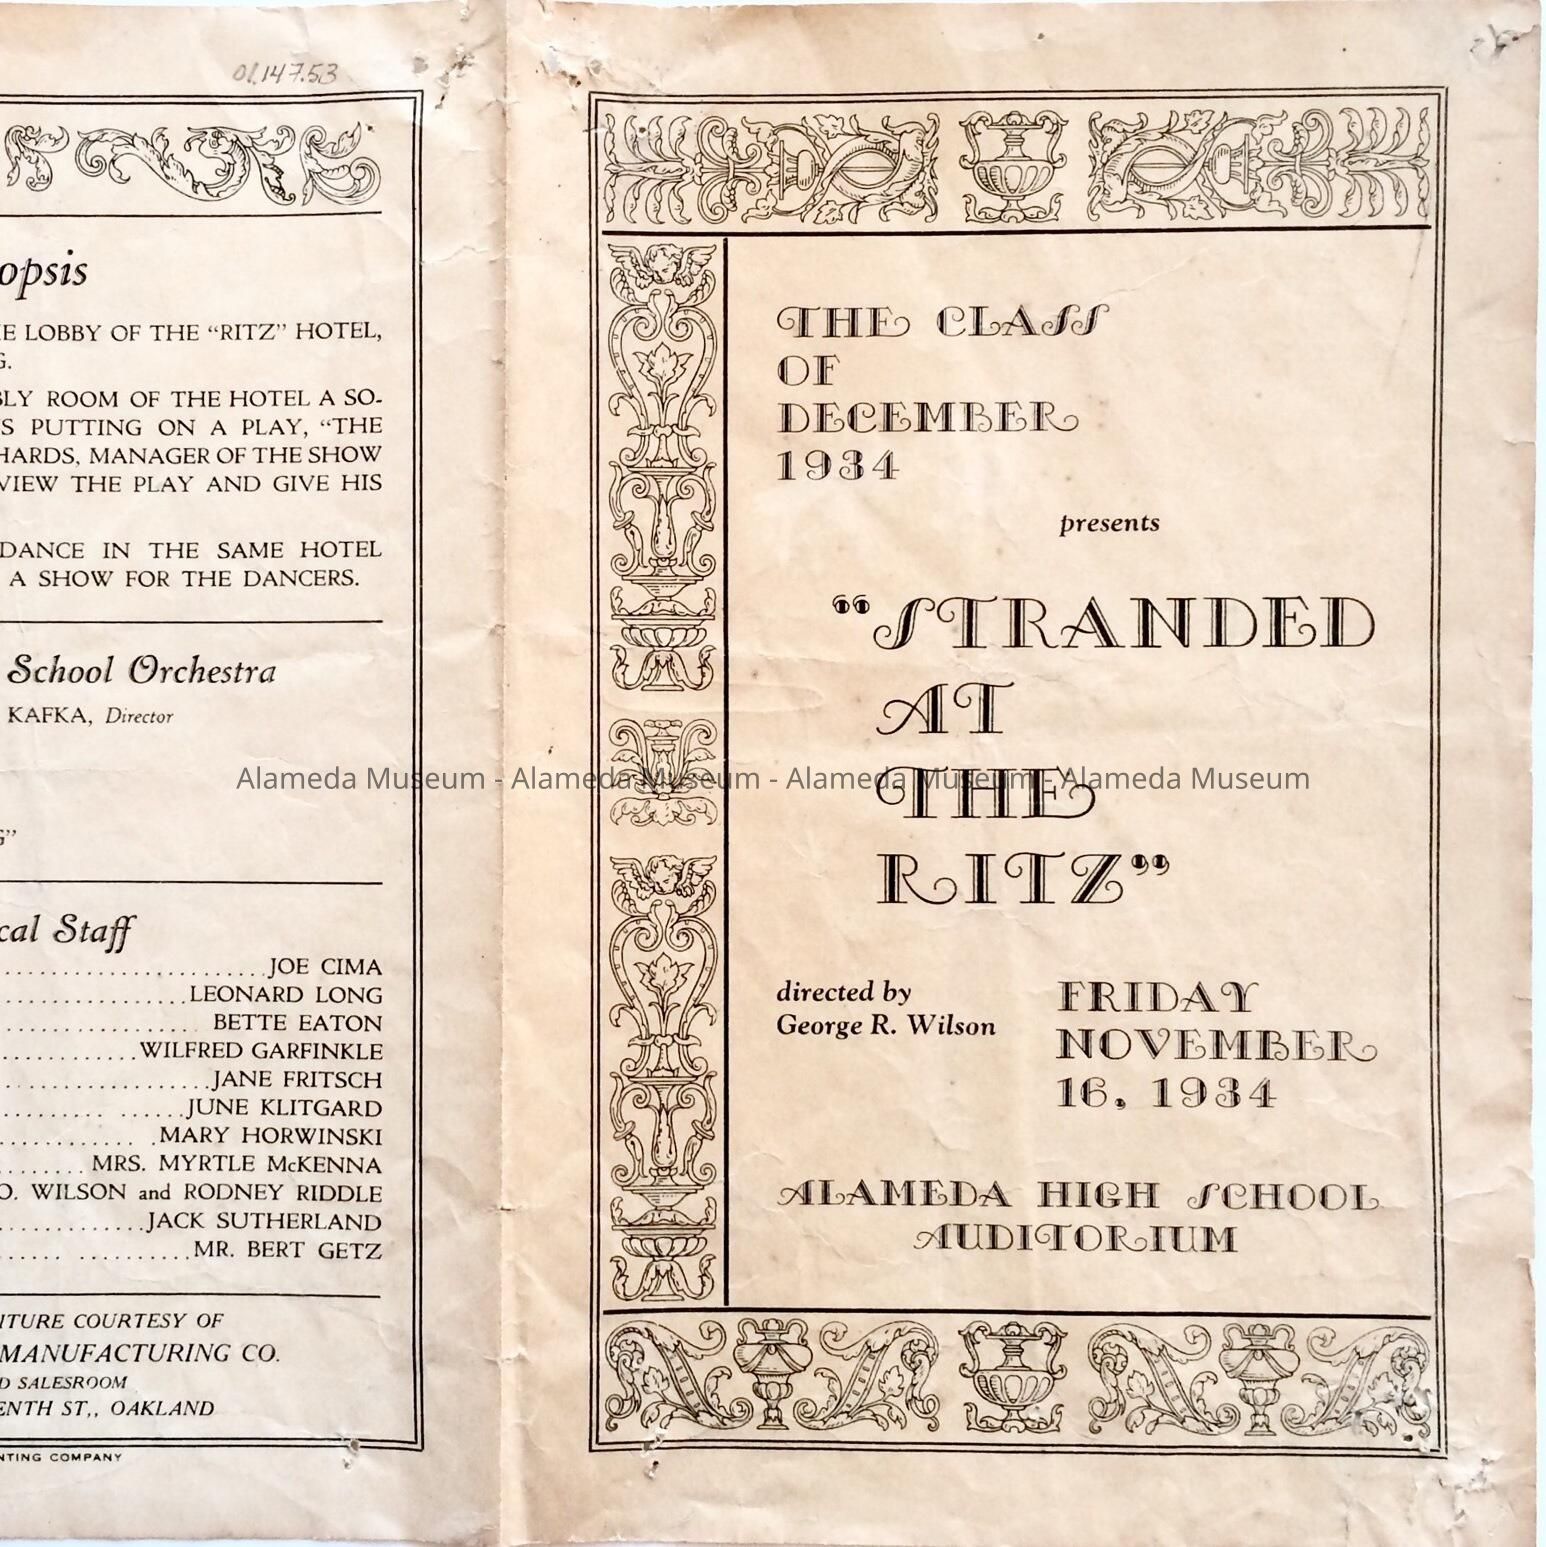 01.147.53
opsis
LOBBY OF THE “RITZ” HOTEL,
ROOM OF THE HOTEL A SO-
S PUTTING ON A PLAY, “THE
HARDS, MANAGER OF THE SHOW
VIEW THE PLAY AND GIVE HIS
DANCE IN THE SAME HOTEL
A SHOW FOR THE DANCERS.
School Orchestra
KAFKA, Director
G”
cal Staff
JOE CIMA
LEONARD LONG
BETTE EATON
WILFRED GARFINKLE
JANE FRITSCH
JUNE KLITGARD
MARY HORWINSKI
MRS. MYRTLE McKENNA
O. WILSON and RODNEY RIDDLE
JACK SUTHERLAND
MR. BERT GETZ
ITURE COURTESY OF
MANUFACTURING CO.
D SALESROOM
ENTH ST,, OAKLAND
NTING COMPANY
THE CLASS
OF
DECEMBER
1934
presents
“STRANDED
AT
THE
RITZ”
directed by
George R. Wilson
FRIDAY
NOVEMBER
16, 1934
ALAMEDA HIGH SCHOOL
AUDITORIUM
Alameda Museum - Alameda Museum - Alameda Museum - Alameda Museum